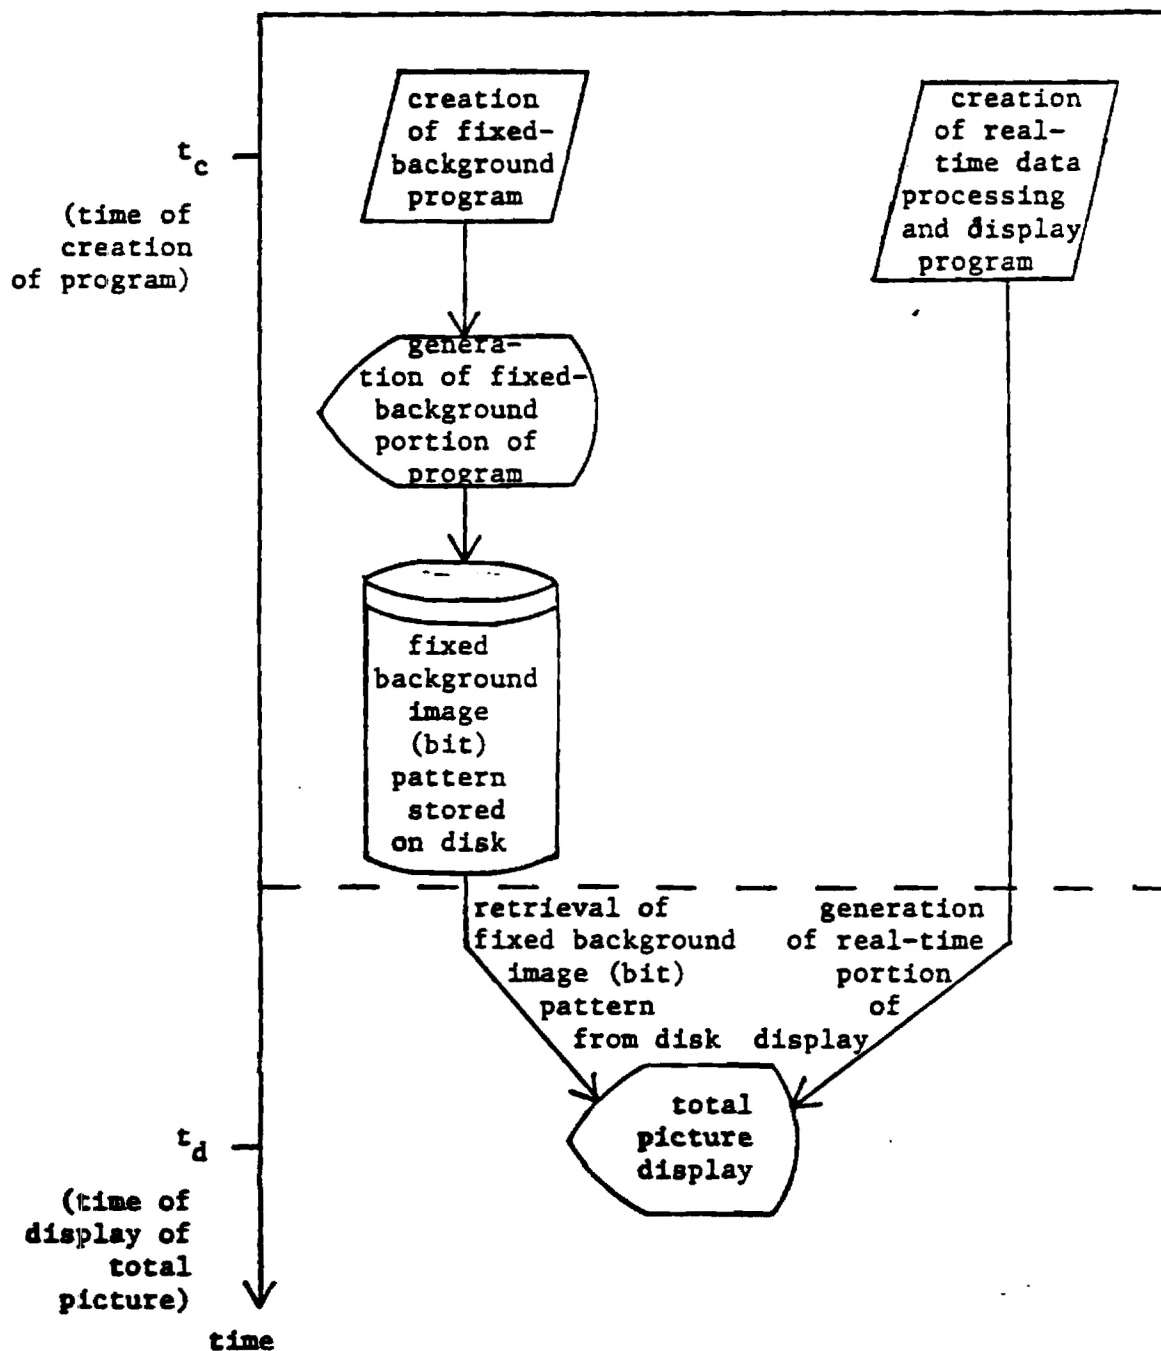 creation
of fixed-
background
program
creation
of real-
time data
processing
and display
program
t_c
(time of
creation
of program)
genera-
tion of fixed-
background
portion of
program
fixed
background
image
(bit)
pattern
stored
on disk
retrieval of
fixed background
image (bit)
pattern
from disk
generation
of real-time
portion
of
display
total
picture
display
t_d
(time of
display of
total
picture)
time